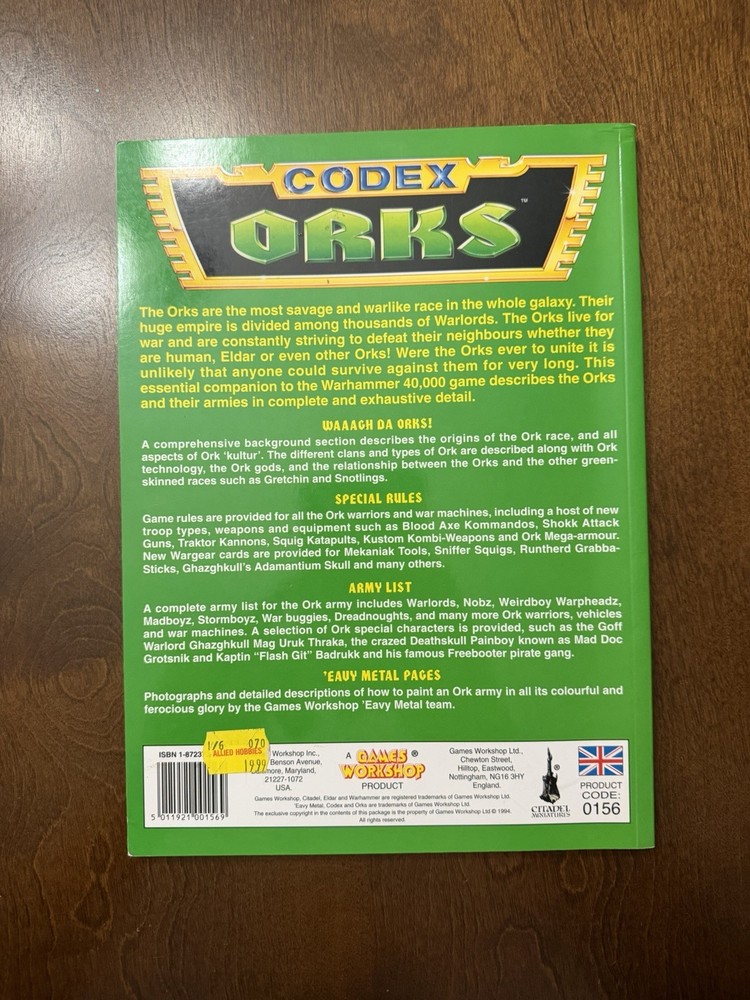 CODEX
ORKS™
The Orks are the most savage and warlike race in the whole galaxy. Their
huge empire is divided among thousands of Warlords. The Orks live for
war and are constantly striving to defeat their neighbours whether they
are human, Eldar or even other Orks! Were the Orks ever to unite it is
unlikely that anyone could survive against them for very long. This
essential companion to the Warhammer 40,000 game describes the Orks
and their armies in complete and exhaustive detail.
WAAAGH DA ORKS!
A comprehensive background section describes the origins of the Ork race, and all
aspects of Ork 'kultur'. The different clans and types of Ork are described along with Ork
technology, the Ork gods, and the relationship between the Orks and the other green-
skinned races such as Gretchin and Snotlings.
SPECIAL RULES
Game rules are provided for all the Ork warriors and war machines, including a host of new
troop types, weapons and equipment such as Blood Axe Kommandos, Shokk Attack
Guns, Traktor Kannons, Squig Katapults, Kustom Kombi-Weapons and Ork Mega-armour.
New Wargear cards are provided for Mekaniak Tools, Sniffer Squigs, Runtherd Grabba-
Sticks, Ghazghkull's Adamantium Skull and many others.
ARMY LIST
A complete army list for the Ork army includes Warlords, Nobz, Weirdboy Warpheadz,
Madboyz, Stormboyz, War buggies, Dreadnoughts, and many more Ork warriors, vehicles
and war machines. A selection of Ork special characters is provided, such as the Goff
Warlord Ghazghkull Mag Uruk Thraka, the crazed Deathskull Painboy known as Mad Doc
Grotsnik and Kaptin "Flash Git" Badrukk and his famous Freebooter pirate gang.
'EAVY METAL PAGES
Photographs and detailed descriptions of how to paint an Ork army in all its colourful and
ferocious glory by the Games Workshop 'Eavy Metal team.
ISBN 1-8723
5 011921 001569
1/6 070
ALLIED HOBBIES
19.99
Workshop Inc.,
Benson Avenue,
more, Maryland,
21227-1072
USA.
A GAMES WORKSHOP® PRODUCT
Games Workshop Ltd.,
Chewton Street,
Hilltop, Eastwood,
Nottingham, NG16 3HY
England.
Games Workshop, Citadel, Eldar and Warhammer are registered trademarks of Games Workshop Ltd.
'Eavy Metal, Codex and Orks are trademarks of Games Workshop Ltd.
The exclusive copyright in the contents of this package is the property of Games Workshop Ltd © 1994.
All rights reserved.
®
CITADEL
MINIATURES
PRODUCT
CODE:
0156